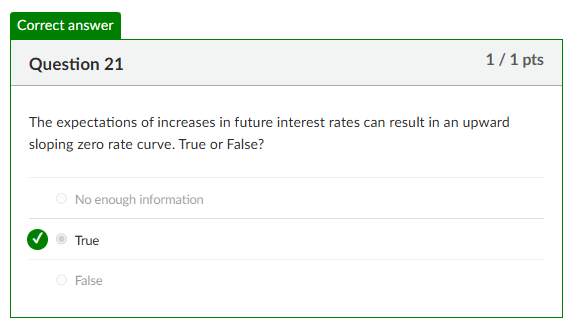 Correct answer
Question 21
1 / 1 pts
The expectations of increases in future interest rates can result in an upward
sloping zero rate curve. True or False?
No enough information
True
False